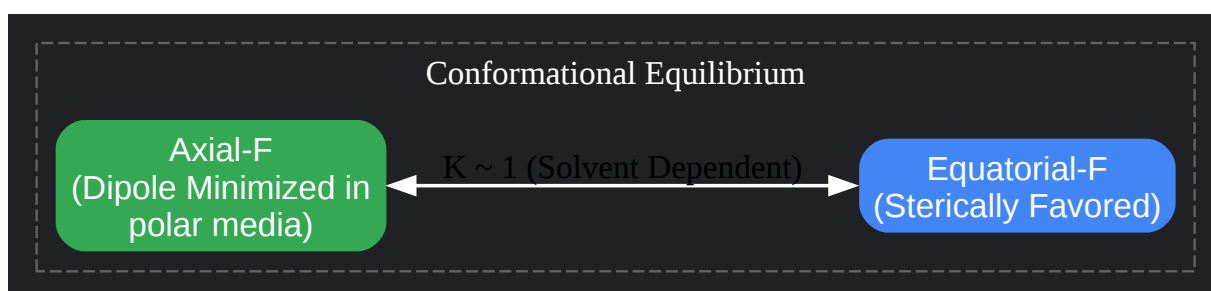 Conformational Equilibrium
Axial-F
(Dipole Minimized in
polar media)
K ~ 1 (Solvent Dependent)
Equatorial-F
(Sterically Favored)